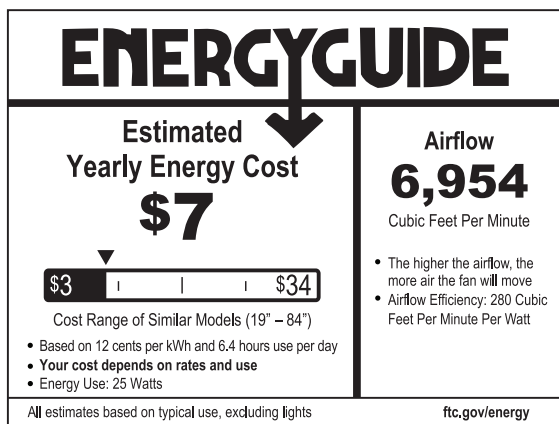 ENERGYGUIDE
Estimated
Yearly Energy Cost
$7
$3
$34
Cost Range of Similar Models (19" – 84")
• Based on 12 cents per kWh and 6.4 hours use per day
• Your cost depends on rates and use
• Energy Use: 25 Watts
Airflow
6,954
Cubic Feet Per Minute
• The higher the airflow, the
more air the fan will move
• Airflow Efficiency: 280 Cubic
Feet Per Minute Per Watt
All estimates based on typical use, excluding lights
ftc.gov/energy